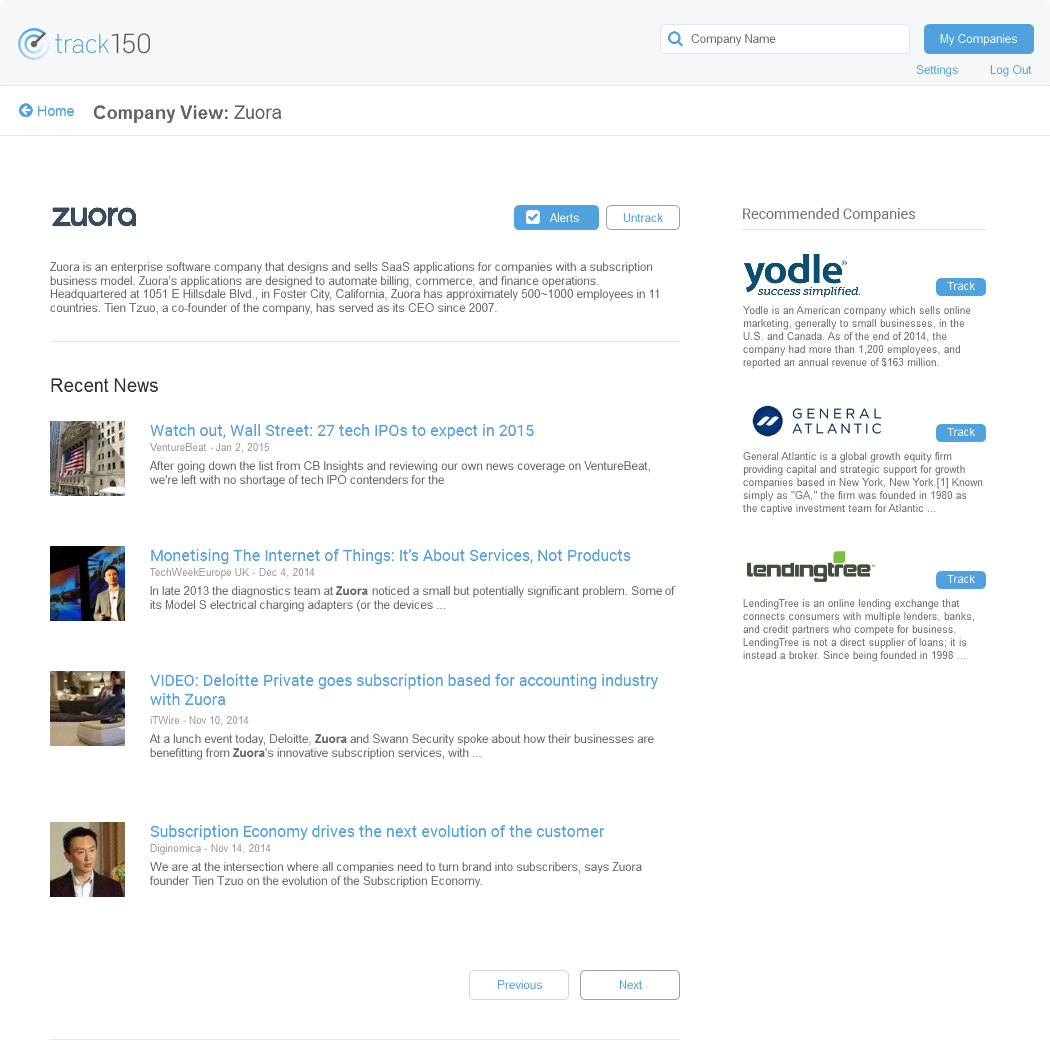 track150
Company Name
My Companies
Settings
Log Out
Home
Company View: Zuora
zuora
Alerts
Untrack
Zuora is an enterprise software company that designs and sells SaaS applications for companies with a subscription
business model. Zuora's applications are designed to automate billing, commerce, and finance operations.
Headquartered at 1051 E Hillsdale Blvd., in Foster City, California, Zuora has approximately 500~1000 employees in 11
countries. Tien Tzuo, a co-founder of the company, has served as its CEO since 2007.
Recent News
Watch out, Wall Street: 27 tech IPOs to expect in 2015
VentureBeat - Jan 2, 2015
After going down the list from CB Insights and reviewing our own news coverage on VentureBeat,
we're left with no shortage of tech IPO contenders for the
Monetising The Internet of Things: It's About Services, Not Products
TechWeekEurope UK - Dec 4, 2014
In late 2013 the diagnostics team at Zuora noticed a small but potentially significant problem. Some of
its Model S electrical charging adapters (or the devices ...
VIDEO: Deloitte Private goes subscription based for accounting industry
with Zuora
iTWire - Nov 10, 2014
At a lunch event today, Deloitte, Zuora and Swann Security spoke about how their businesses are
benefitting from Zuora's innovative subscription services, with ...
Subscription Economy drives the next evolution of the customer
Diginomica - Nov 14, 2014
We are at the intersection where all companies need to turn brand into subscribers, says Zuora
founder Tien Tzuo on the evolution of the Subscription Economy.
Previous
Next
Recommended Companies
yodle
success simplified.
Track
Yodle is an American company which sells online
marketing, generally to small businesses, in the
U.S. and Canada. As of the end of 2014, the
company had more than 1,200 employees, and
reported an annual revenue of $163 million.
GENERAL
ATLANTIC
Track
General Atlantic is a global growth equity firm
providing capital and strategic support for growth
companies based in New York, New York.[1] Known
simply as "GA," the firm was founded in 1980 as
the captive investment team for Atlantic ...
lendingtree
Track
LendingTree is an online lending exchange that
connects consumers with multiple lenders, banks,
and credit partners who compete for business.
LendingTree is not a direct supplier of loans; it is
instead a broker. Since being founded in 1998 ...